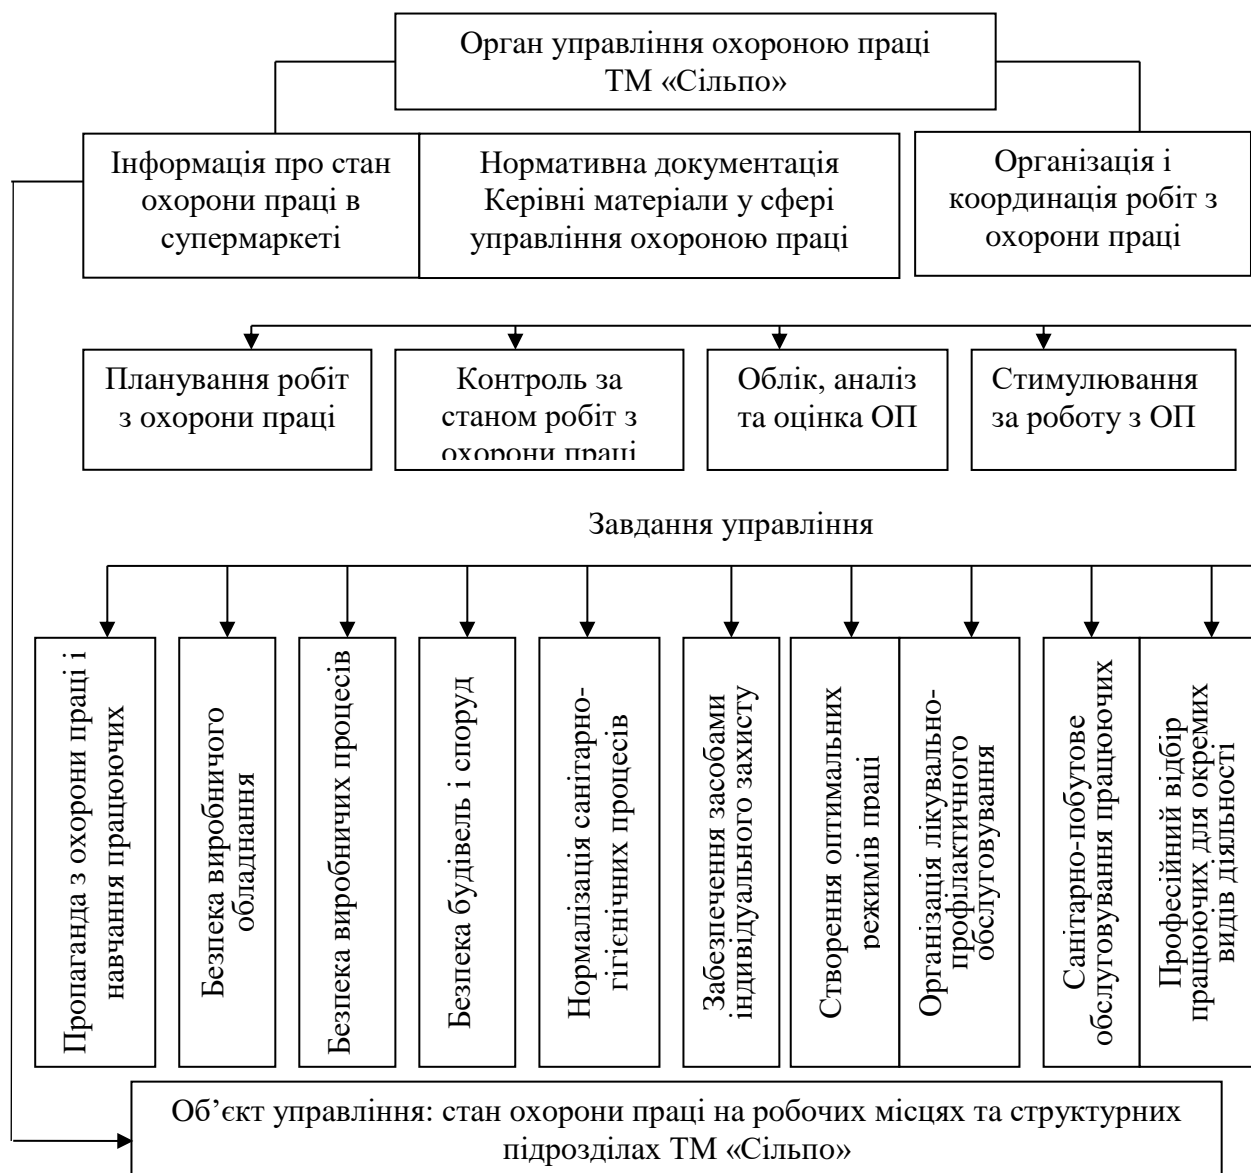 Орган управління охороною праці
ТМ «Сільпо»
Інформація про стан
охорони праці в
супермаркеті
Нормативна документація
Керівні матеріали у сфері
управління охороною праці
Організація і
координація робіт з
охорони праці
Планування робіт
з охорони праці
Контроль за
станом робіт з
охорони праці
Облік, аналіз
та оцінка ОП
Стимулювання
за роботу з ОП
Завдання управління
Пропаганда з охорони праці і
навчання працюючих
Безпека виробничого
обладнання
Безпека виробничих процесів
Безпека будівель і споруд
Нормалізація санітарно-
гігієнічних процесів
Забезпечення засобами
індивідуального захисту
Створення оптимальних
режимів праці
Організація лікувально-
профілактичного
обслуговування
Санітарно-побутове
обслуговування працюючих
Професійний відбір
працюючих для окремих
видів діяльності
Об’єкт управління: стан охорони праці на робочих місцях та структурних
підрозділах ТМ «Сільпо»